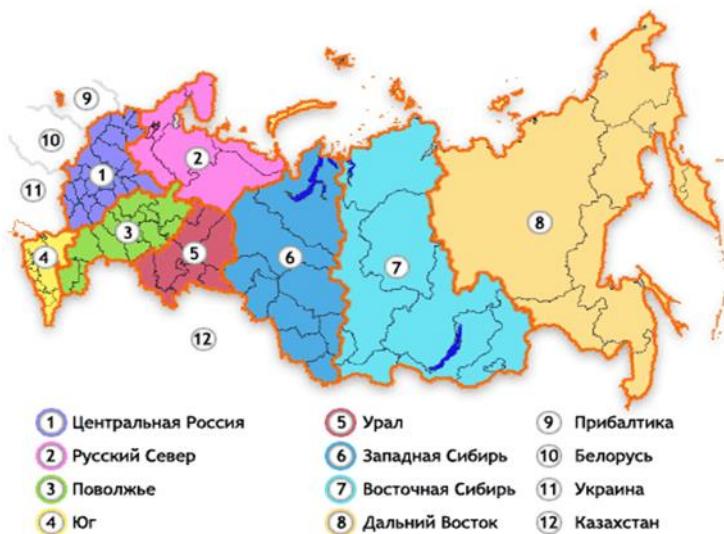 9
10
11
1
2
3
4
5
6
7
8
12
1 Центральная Россия
2 Русский Север
3 Поволжье
4 Юг
5 Урал
6 Западная Сибирь
7 Восточная Сибирь
8 Дальний Восток
9 Прибалтика
10 Белорусь
11 Украина
12 Казахстан